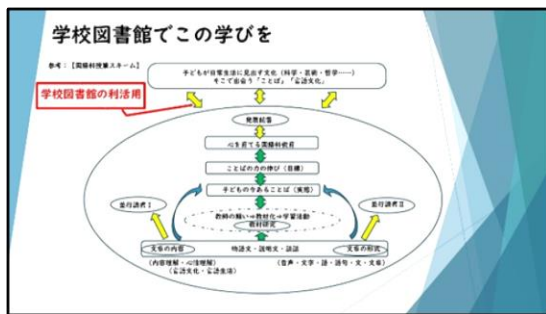 学校図書館でこの学びを
参考：【国語科授業スキーム】
子どもが日常生活に見出す文化（科学・芸術・哲学……）
そこで出会う「ことば」「言語文化」
学校図書館の利活用
発展読書
心を育てる国語科教育
ことばの力の伸び（目標）
子どもの今あることば（実態）
並行読書Ⅰ
並行読書Ⅱ
教師の願い⇒教材化⇒学習活動
教材研究
文章の内容
物語文・説明文・談話
文章の形式
（内容理解・心情理解）
（音声・文字・語・語句・文・文章）
（言語文化・言語生活）